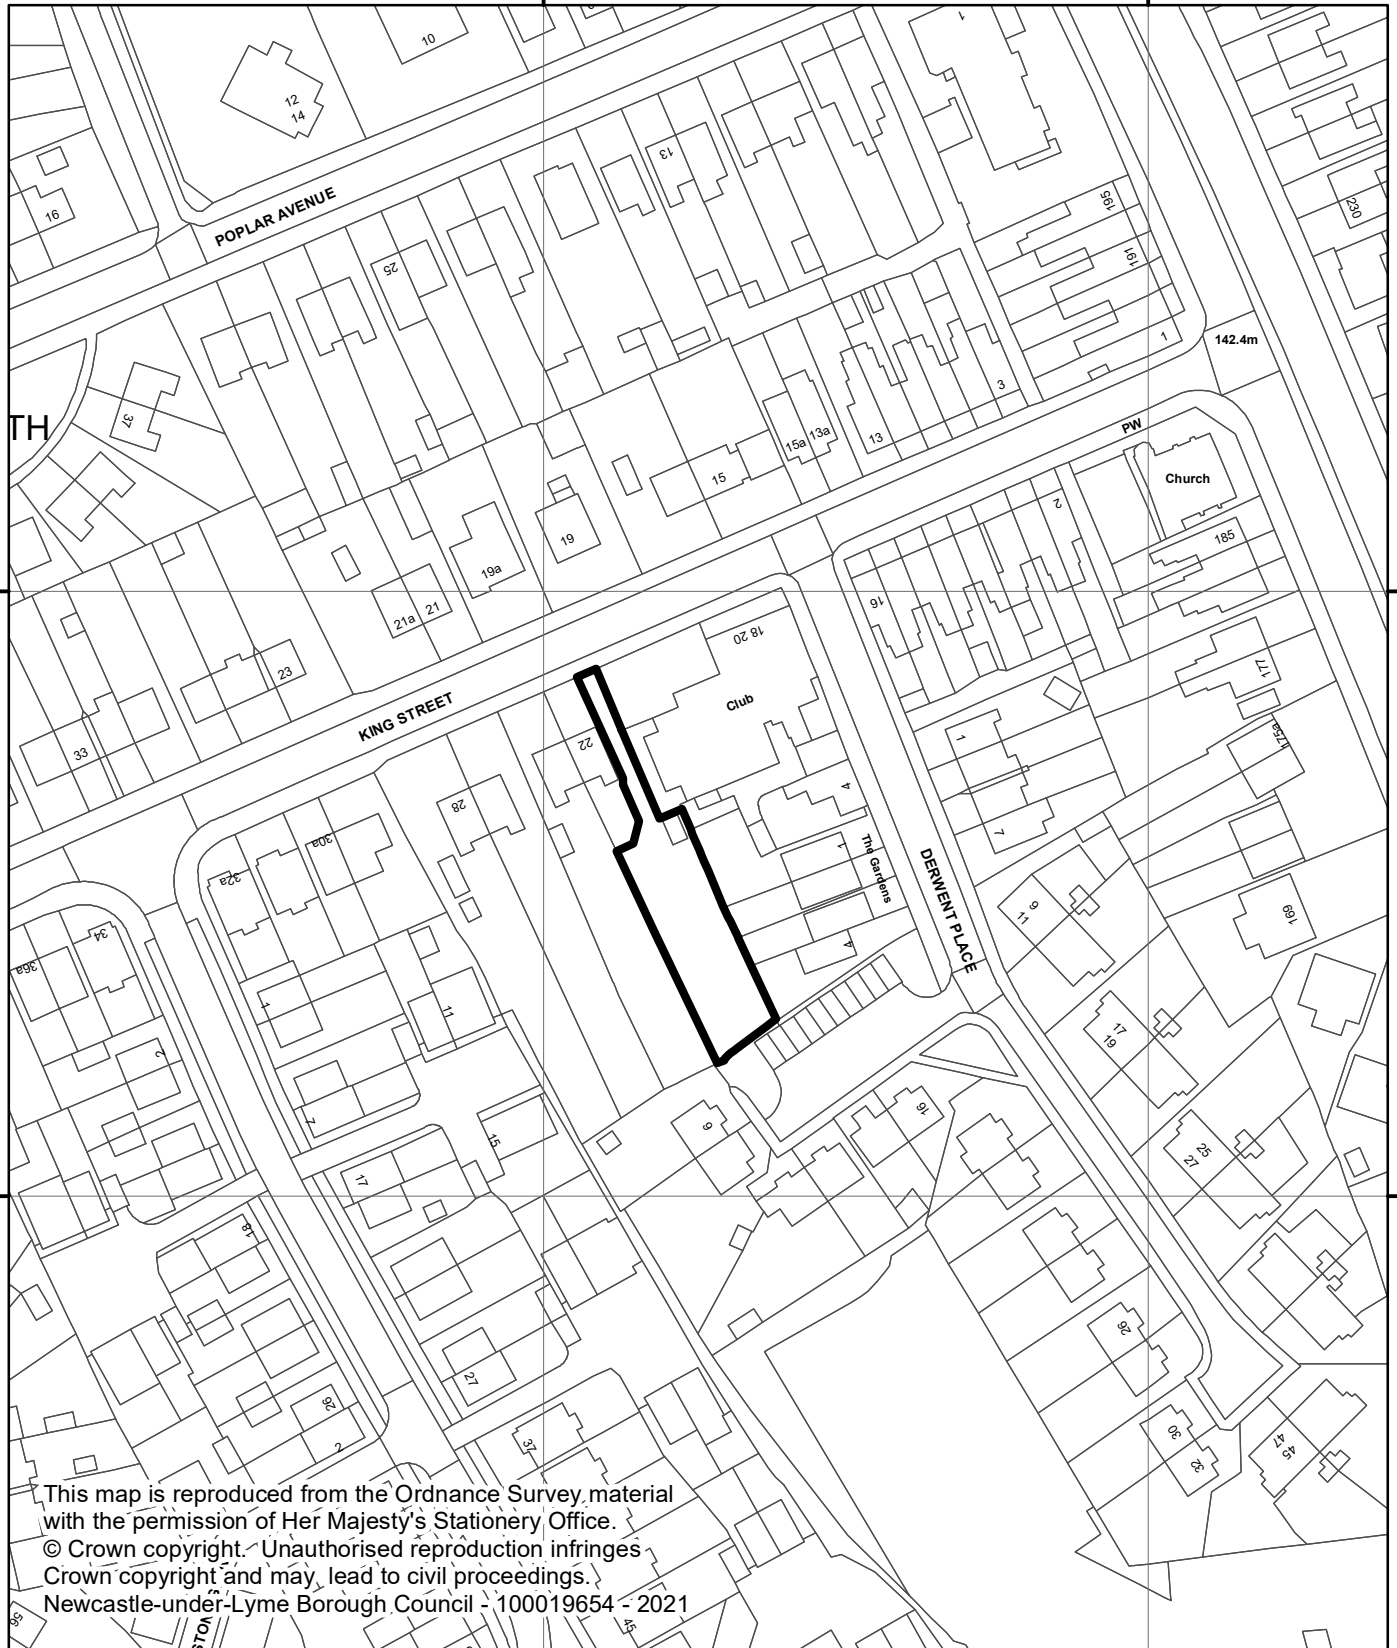 10
12
14
16
POPLAR AVENUE
13
25
1
195
191
230
1
142.4m
37
TH
3
13
13a
15a
15
PW
Church
2
185
19
19a
21
21a
16
18 20
177
23
KING STREET
Club
22
33
1
175a
28
4
7
30a
32a
1
The Gardens
DERWENT PLACE
9
11
169
34
36a
4
1
11
17
19
2
7
15
9
16
25
27
17
18
26
27
30
32
45
47
26
2
37
This map is reproduced from the Ordnance Survey material
with the permission of Her Majesty's Stationery Office.
© Crown copyright. Unauthorised reproduction infringes
Crown copyright and may lead to civil proceedings.
Newcastle-under-Lyme Borough Council - 100019654 - 2021
45
56